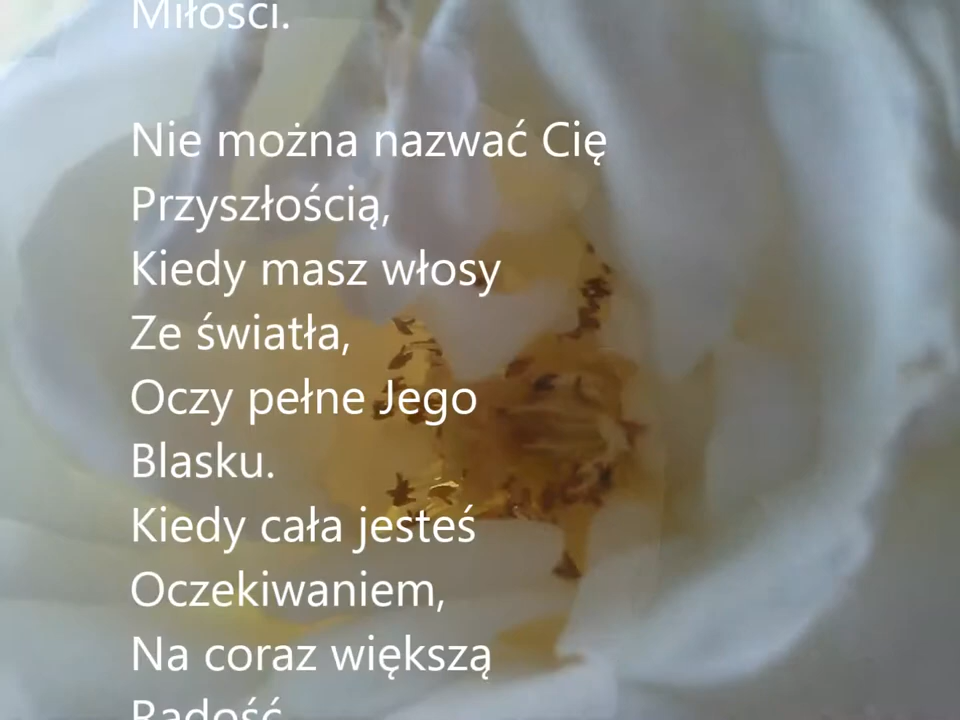 Miłości.
Nie można nazwać Cię
Przyszłością,
Kiedy masz włosy
Ze światła,
Oczy pełne Jego
Blasku.
Kiedy cała jesteś
Oczekiwaniem,
Na coraz większą
Radość